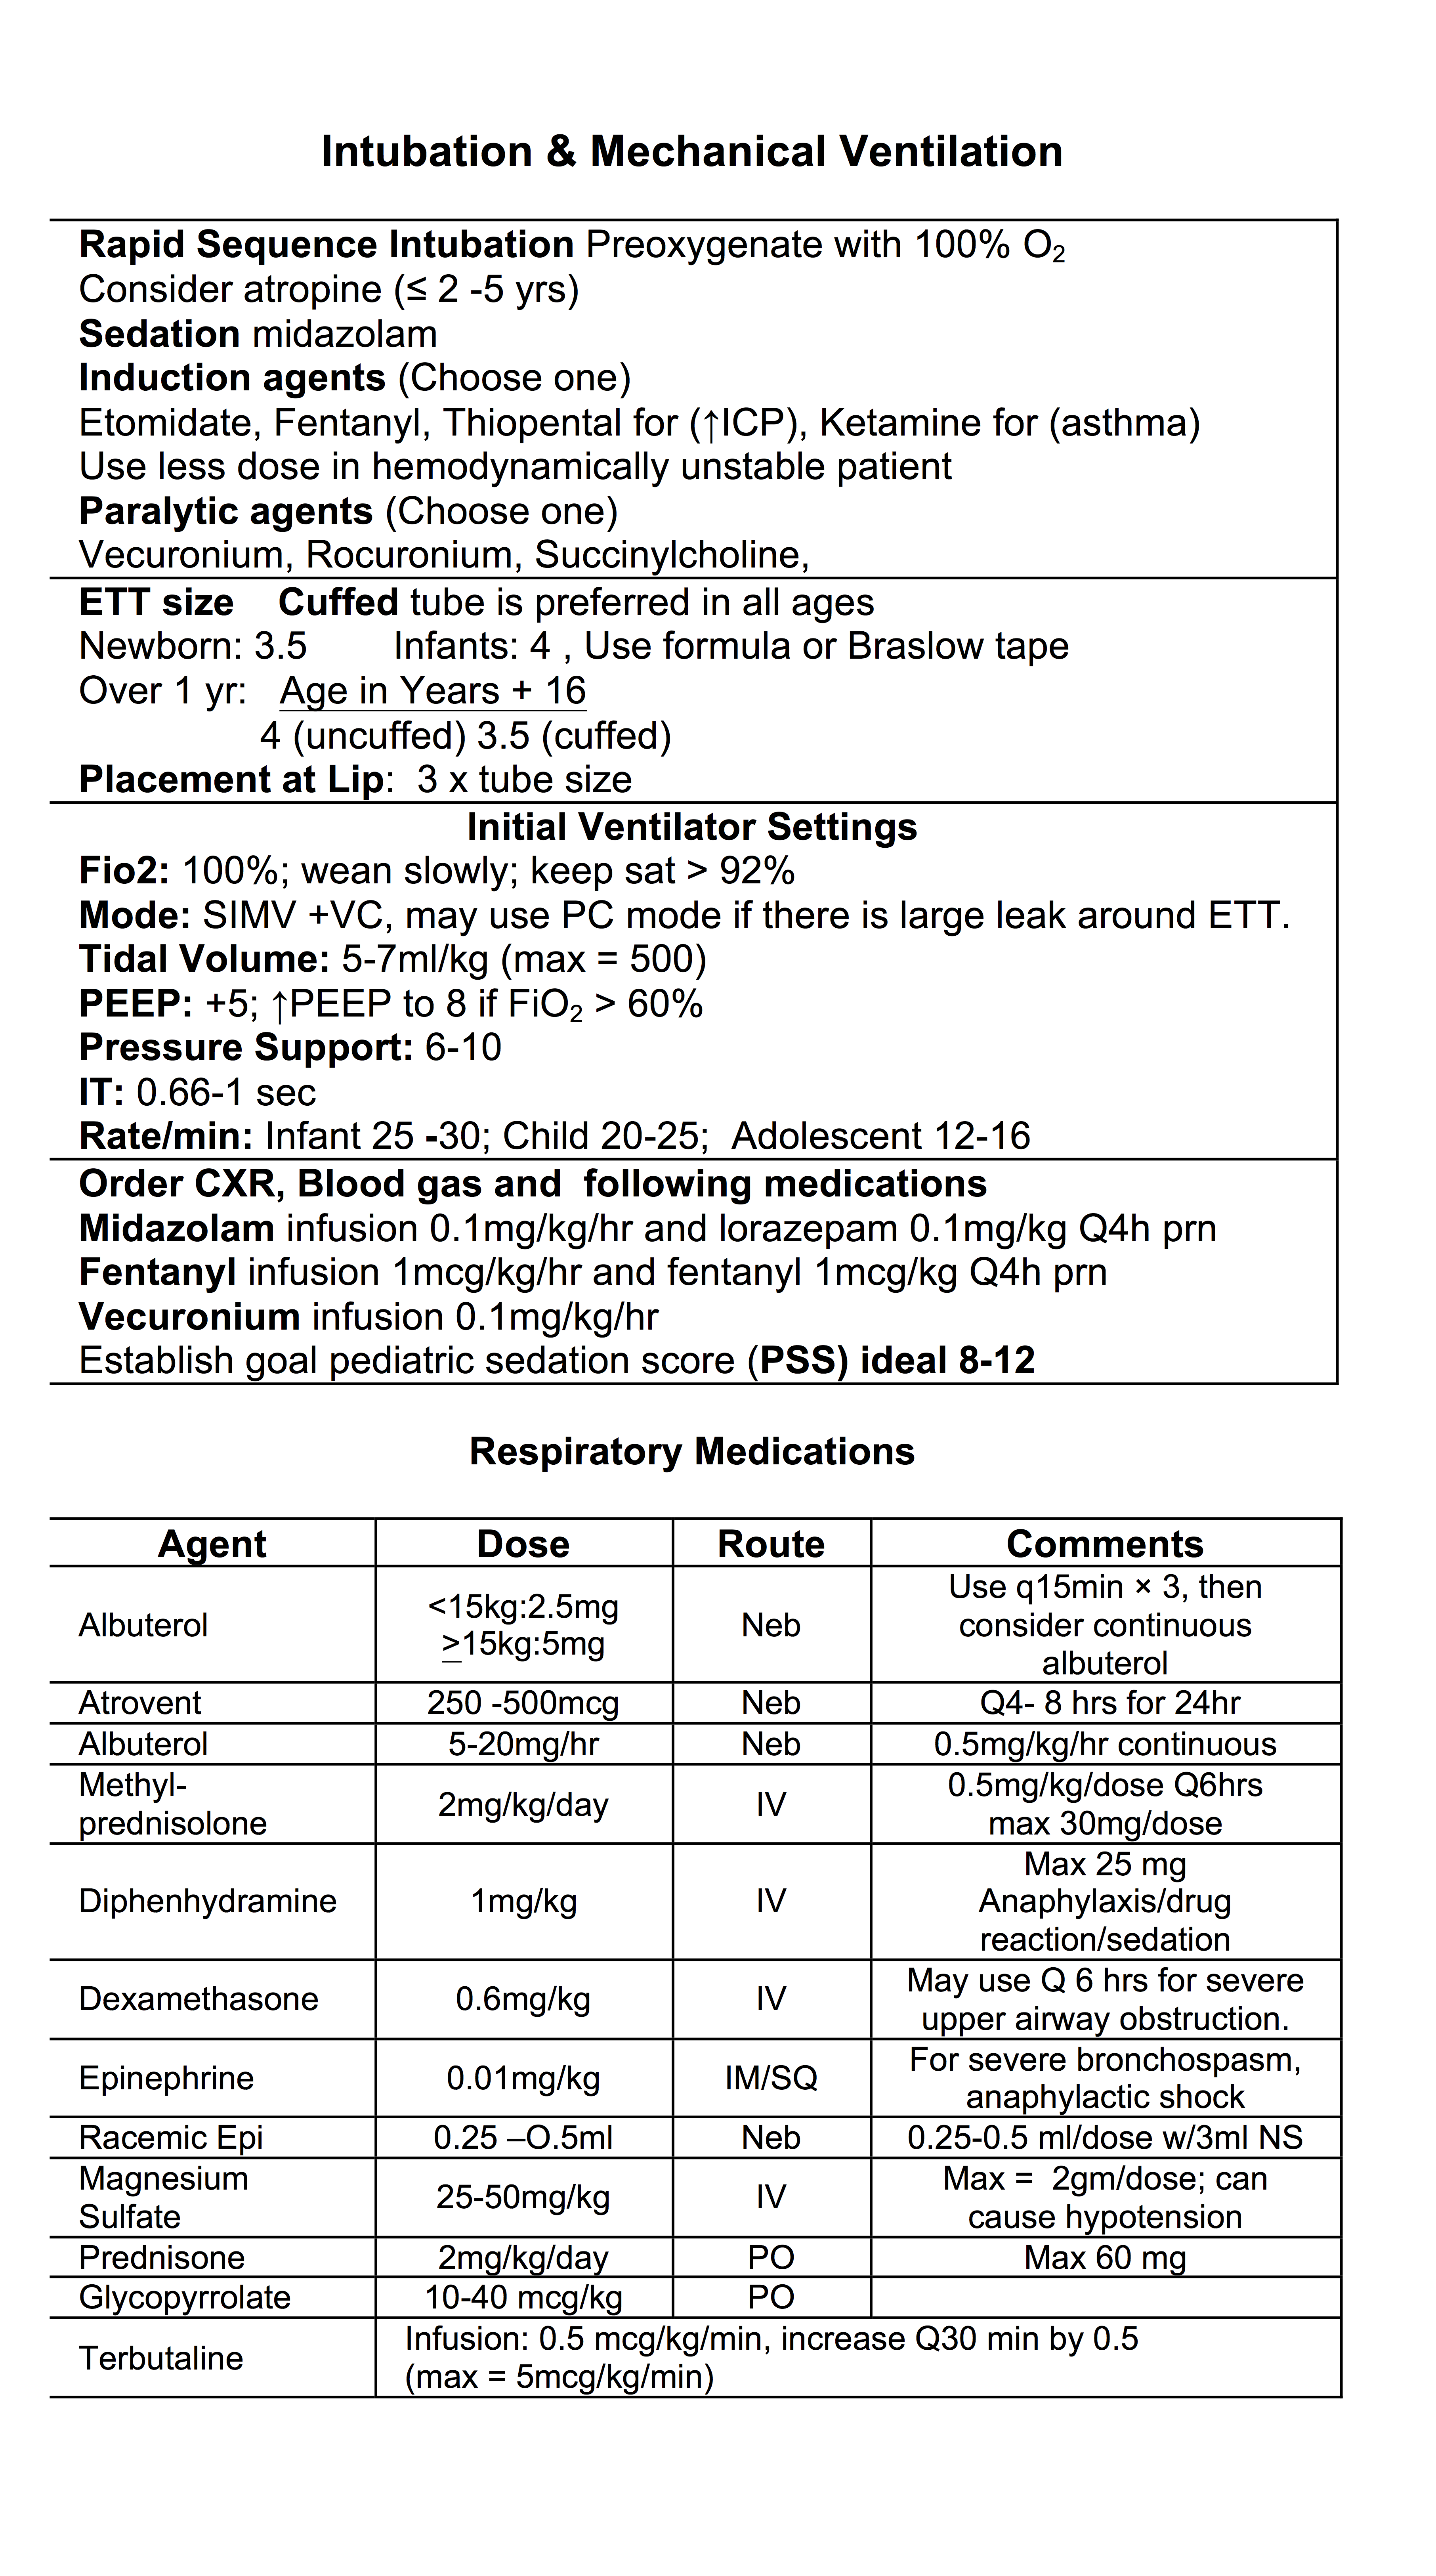 Intubation & Mechanical Ventilation
Rapid Sequence Intubation Preoxygenate with 100% O₂
Consider atropine (≤ 2 -5 yrs)
Sedation midazolam
Induction agents (Choose one)
Etomidate, Fentanyl, Thiopental for (↑ICP), Ketamine for (asthma)
Use less dose in hemodynamically unstable patient
Paralytic agents (Choose one)
Vecuronium, Rocuronium, Succinylcholine,
ETT size Cuffed tube is preferred in all ages
Newborn: 3.5 Infants: 4 , Use formula or Braslow tape
Over 1 yr: Age in Years + 16
4 (uncuffed) 3.5 (cuffed)
Placement at Lip: 3 x tube size
Initial Ventilator Settings
Fio2: 100%; wean slowly; keep sat > 92%
Mode: SIMV +VC, may use PC mode if there is large leak around ETT.
Tidal Volume: 5-7ml/kg (max = 500)
PEEP: +5; ↑PEEP to 8 if FiO₂ > 60%
Pressure Support: 6-10
IT: 0.66-1 sec
Rate/min: Infant 25 -30; Child 20-25; Adolescent 12-16
Order CXR, Blood gas and following medications
Midazolam infusion 0.1mg/kg/hr and lorazepam 0.1mg/kg Q4h prn
Fentanyl infusion 1mcg/kg/hr and fentanyl 1mcg/kg Q4h prn
Vecuronium infusion 0.1mg/kg/hr
Establish goal pediatric sedation score (PSS) ideal 8-12
Respiratory Medications
Agent Dose Route Comments
Albuterol
<15kg:2.5mg
≥15kg:5mg
Neb
Use q15min × 3, then
consider continuous
albuterol
Atrovent 250 -500mcg Neb Q4- 8 hrs for 24hr
Albuterol 5-20mg/hr Neb 0.5mg/kg/hr continuous
Methyl-
prednisolone
2mg/kg/day
IV
0.5mg/kg/dose Q6hrs
max 30mg/dose
Diphenhydramine
1mg/kg
IV
Max 25 mg
Anaphylaxis/drug
reaction/sedation
Dexamethasone
0.6mg/kg
IV
May use Q 6 hrs for severe
upper airway obstruction.
Epinephrine
0.01mg/kg
IM/SQ
For severe bronchospasm,
anaphylactic shock
Racemic Epi 0.25 –O.5ml Neb 0.25-0.5 ml/dose w/3ml NS
Magnesium
Sulfate
25-50mg/kg
IV
Max = 2gm/dose; can
cause hypotension
Prednisone 2mg/kg/day PO Max 60 mg
Glycopyrrolate 10-40 mcg/kg PO
Terbutaline
Infusion: 0.5 mcg/kg/min, increase Q30 min by 0.5
(max = 5mcg/kg/min)